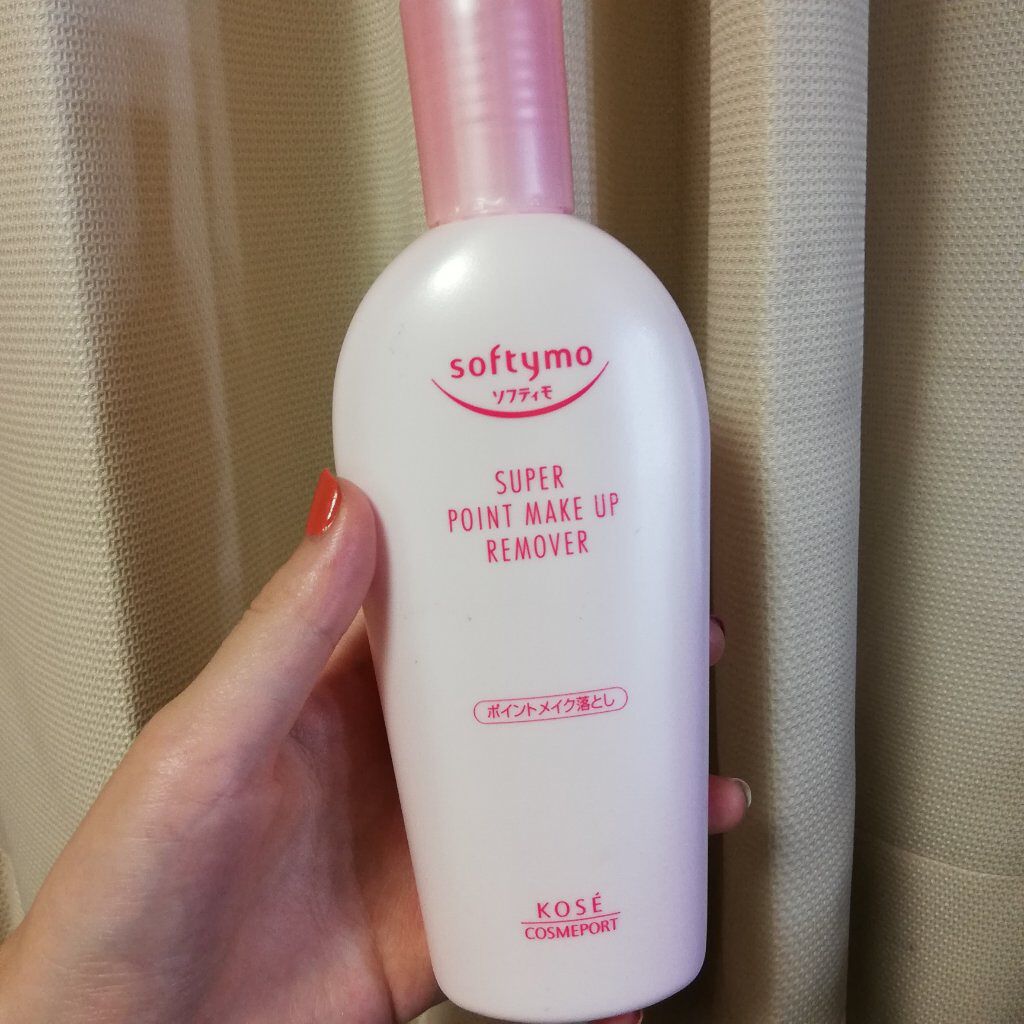 softymo
ソフティモ
SUPER
POINT MAKE UP
REMOVER
ポイントメイク落とし
KOSÉ
COSMEPORT